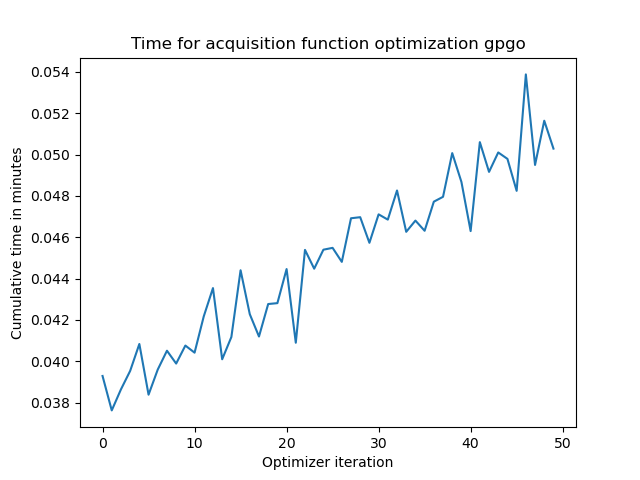 Time for acquisition function optimization gpgo
Cumulative time in minutes
0.054
0.052
0.050
0.048
0.046
0.044
0.042
0.040
0.038
0 10 20 30 40 50
Optimizer iteration